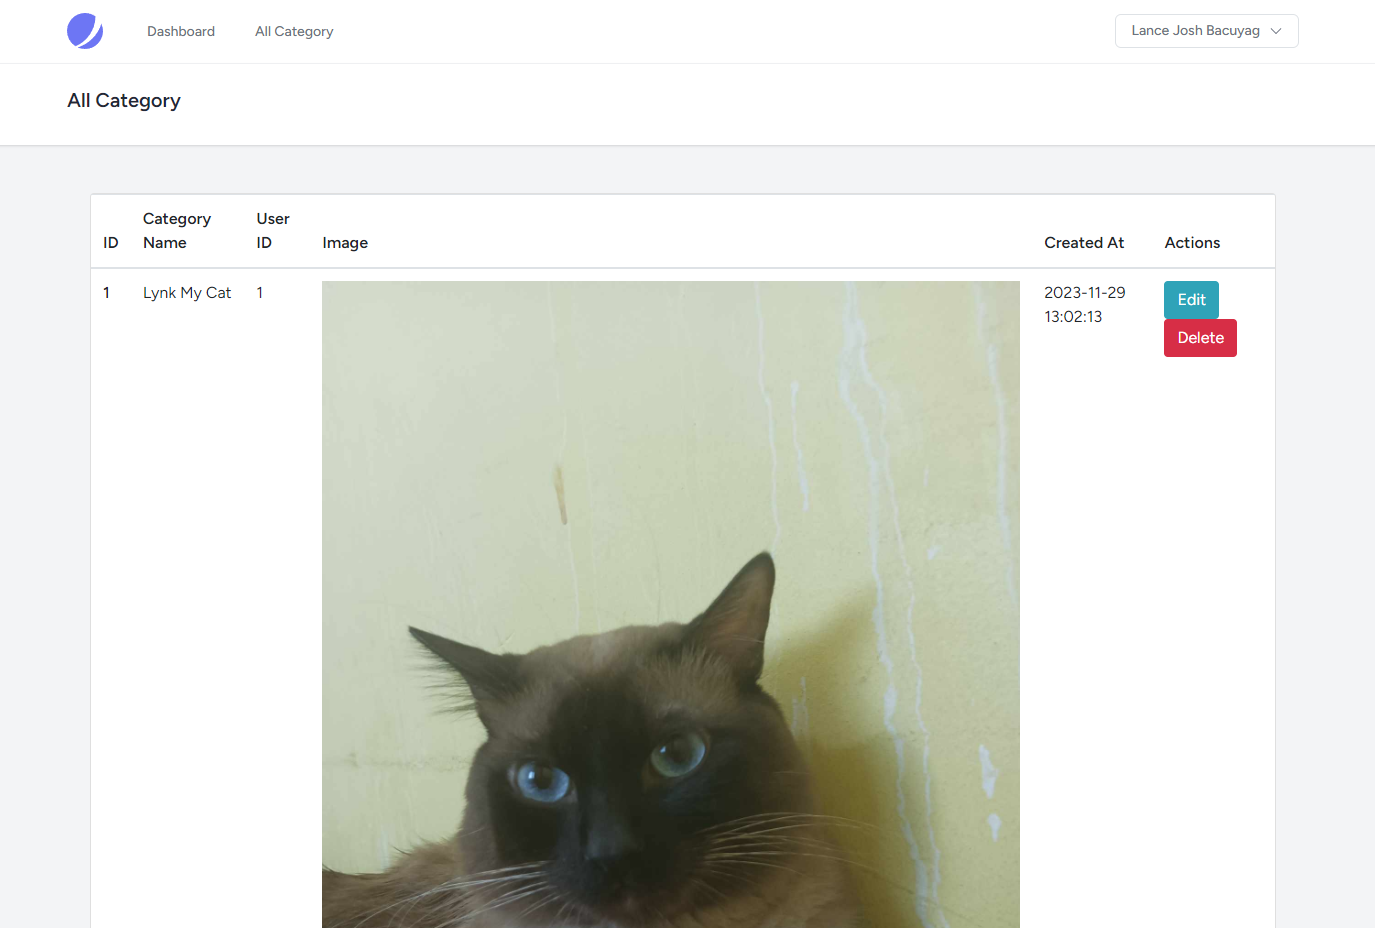 Dashboard
All Category
Lance Josh Bacuyag
All Category
ID
Category
Name
User
ID
Image
Created At
Actions
1
Lynk My Cat
1
2023-11-29
13:02:13
Edit
Delete